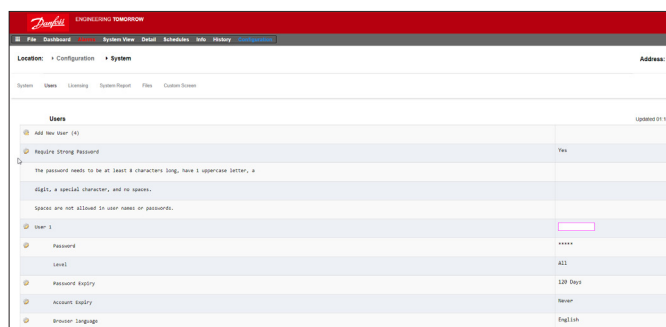 Danfoss ENGINEERING TOMORROW
File Dashboard System View Detail Schedules Info History Configuration
Location: Configuration System Address:
System Users Licensing System Report Files Custom Screen
Users Updated 01:1
Add New User (4)
Require Strong Password Yes
The password needs to be at least 8 characters long, have 1 uppercase letter, a
digit, a special character, and no spaces.
Spaces are not allowed in user names or passwords.
User 1
Password *****
Level All
Password Expiry 120 Days
Account Expiry Never
Browser language English